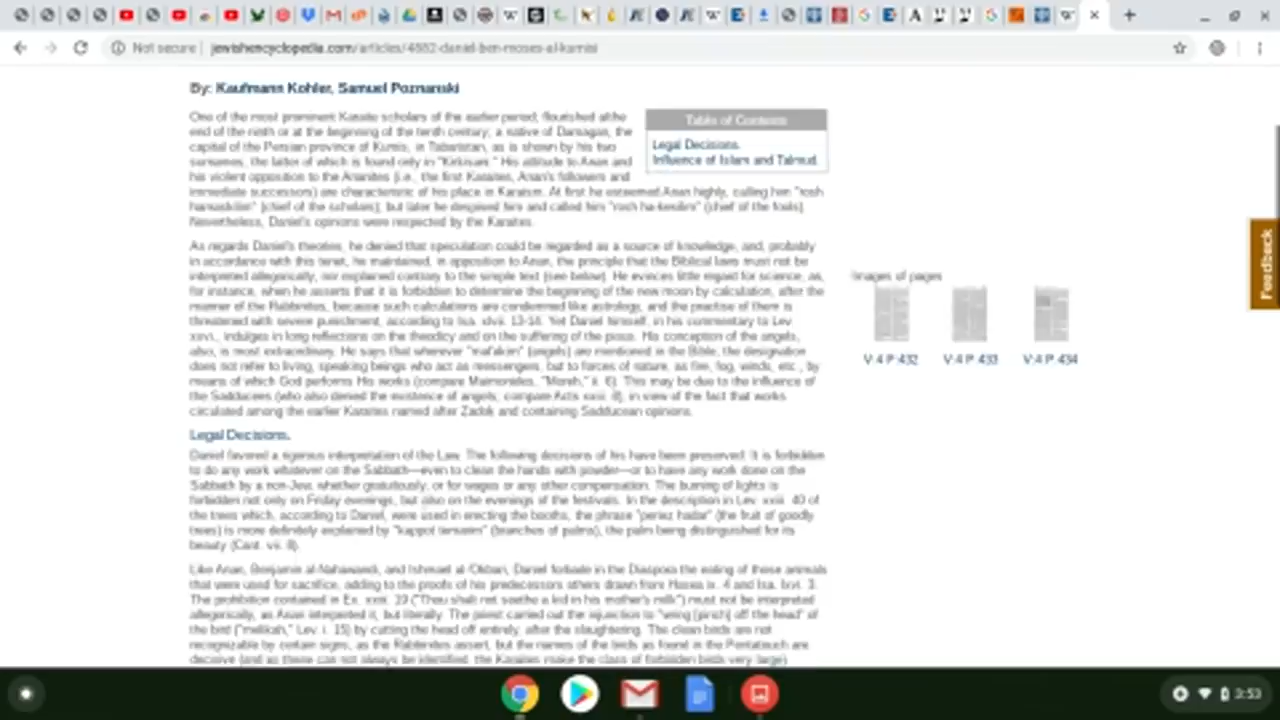 Not secure | jewishencyclopedia.com/articles/4882-daniel-ben-moses-al-kumisi
By: Kaufmann Kohler, Samuel Poznanski
One of the most prominent Karaite scholars of the earlier period; flourished at the
end of the ninth or at the beginning of the tenth century; a native of Damagan, the
capital of the Persian province of Kumis, in Tabaristan, as is shown by his two
surnames, the latter of which is found only in "Kirkisani." His attitude to Anan and
his violent opposition to the Ananites (i.e., the first Karaites, Anan's followers and
immediate successors) are characteristic of his place in Karaism. At first he esteemed Anan highly, calling him "rosh
ha-maskilim" (chief of the scholars); but later he despised him and called him "rosh ha-kesilim" (chief of the fools).
Nevertheless, Daniel's opinions were respected by the Karaites.
Table of Contents
Legal Decisions.
Influence of Islam and Talmud.
As regards Daniel's theories, he denied that speculation could be regarded as a source of knowledge, and, probably
in accordance with this tenet, he maintained, in opposition to Anan, the principle that the Biblical laws must not be
interpreted allegorically, nor explained contrary to the simple text (see below). He evinces little regard for science, as,
for instance, when he asserts that it is forbidden to determine the beginning of the new moon by calculation, after the
manner of the Rabbinites, because such calculations are condemned like astrology, and the practise of them is
threatened with severe punishment, according to Isa. xlvii. 13-14. Yet Daniel himself, in his commentary to Lev.
xxvi., indulges in long reflections on the theodicy and on the suffering of the pious. His conception of the angels,
also, is most extraordinary. He says that wherever "mal'akim" (angels) are mentioned in the Bible, the designation
does not refer to living, speaking beings who act as messengers, but to forces of nature, as fire, fog, winds, etc., by
means of which God performs His works (compare Maimonides, "Moreh," ii. 6). This may be due to the influence of
the Sadducees (who also denied the existence of angels; compare Acts xxiii. 8), in view of the fact that works
circulated among the earlier Karaites named after Zadok and containing Sadducean opinions.
Images of pages
V:4 P:432
V:4 P:433
V:4 P:434
Legal Decisions.
Daniel favored a rigorous interpretation of the Law. The following decisions of his have been preserved: It is forbidden
to do any work whatever on the Sabbath—even to clean the hands with powder—or to have any work done on the
Sabbath by a non-Jew, whether gratuitously, or for wages or any other compensation. The burning of lights is
forbidden not only on Friday evenings, but also on the evenings of the festivals. In the description in Lev. xxiii. 40 of
the trees which, according to Daniel, were used in erecting the booths, the phrase "periez hadar" (the fruit of goodly
trees) is more definitely explained by "kappot temarim" (branches of palms), the palm being distinguished for its
beauty (Cant. vii. 8).
Like Anan, Benjamin al-Nahawandi, and Ishmael al-Okbari, Daniel forbade in the Diaspora the eating of those animals
that were used for sacrifice, adding to the proofs of his predecessors others drawn from Hosea ix. 4 and Isa. lxvi. 3.
The prohibition contained in Ex. xxiii. 19 ("Thou shalt not seethe a kid in his mother's milk") must not be interpreted
allegorically, as Anan interpreted it, but literally. The priest carried out the injunction to "wring [pinch] off the head" of
the bird ("melikah," Lev. i. 15) by cutting the head off entirely, after the slaughtering. The clean birds are not
recognizable by certain signs, as the Rabbinites assert, but the names of the birds as found in the Pentateuch are
decisive (and as these can not always be identified, the Karaites make the class of forbidden birds very large)
Feedback
3:53